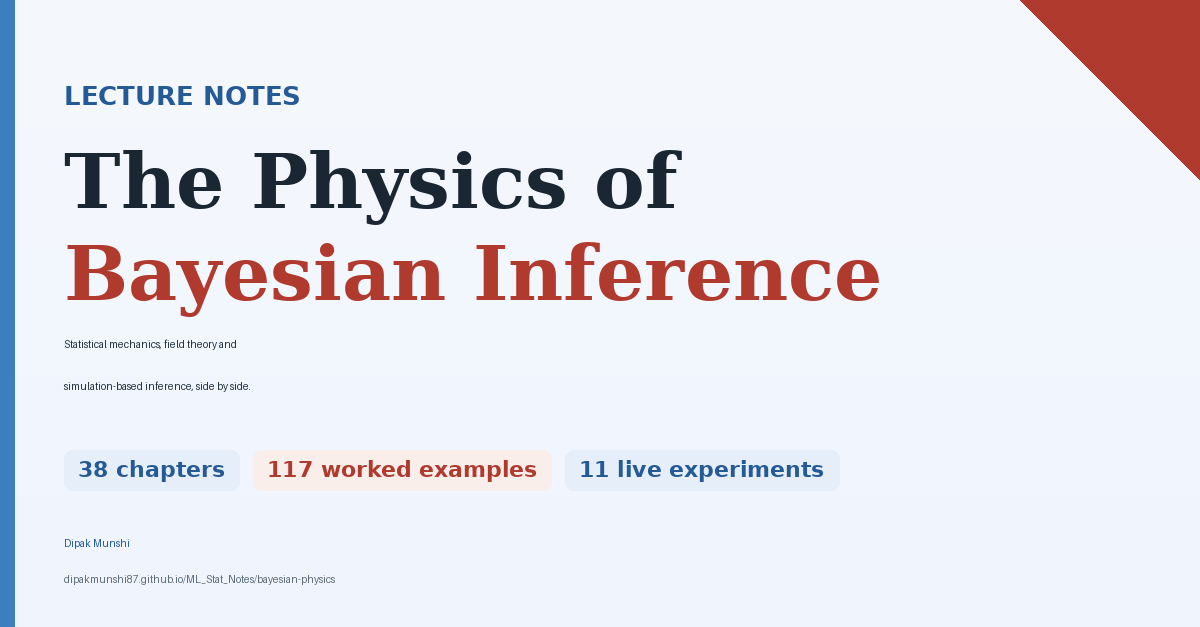 LECTURE NOTES
The Physics of
Bayesian Inference
Statistical mechanics, field theory and
simulation-based inference, side by side.
38 chapters 117 worked examples 11 live experiments
Dipak Munshi
dipakmunshi87.github.io/ML_Stat_Notes/bayesian-physics